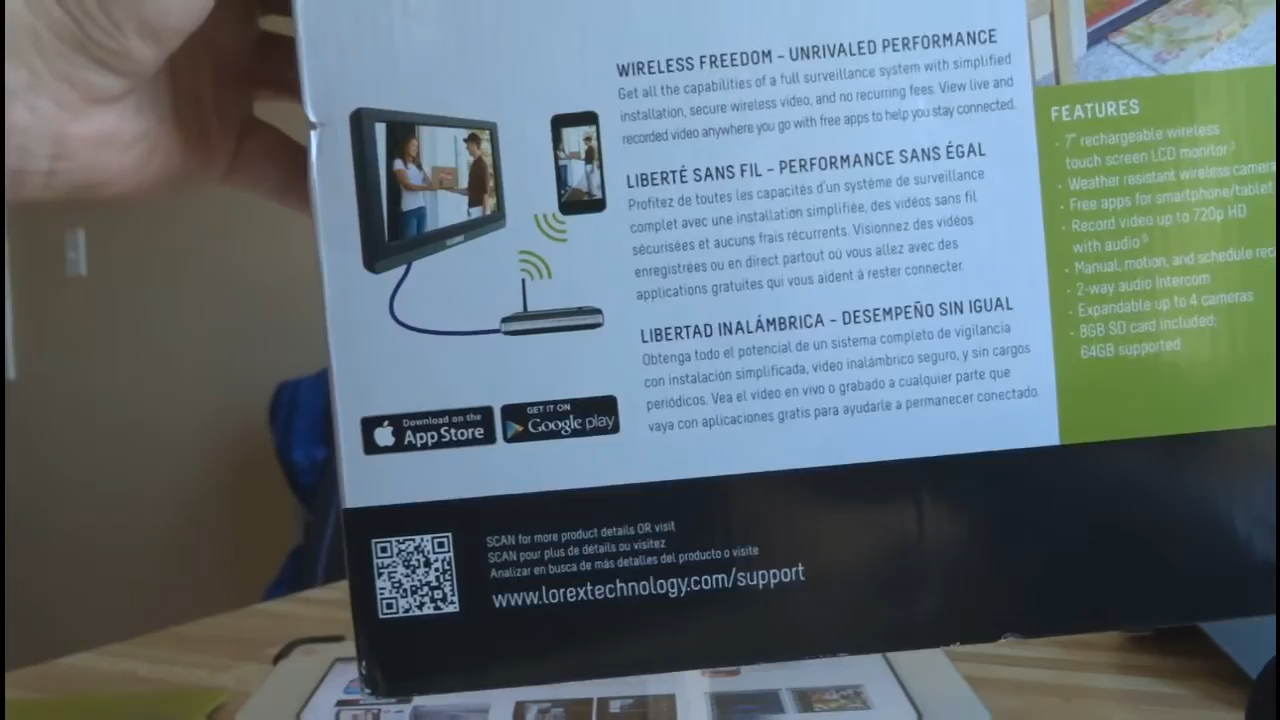 WIRELESS FREEDOM – UNRIVALED PERFORMANCE
Get all the capabilities of a full surveillance system with simplified
installation, secure wireless video, and no recurring fees. View live and
recorded video anywhere you go with free apps to help you stay connected.
LIBERTÉ SANS FIL – PERFORMANCE SANS ÉGAL
Profitez de toutes les capacités d'un système de surveillance
complet avec une installation simplifiée, des vidéos sans fil
sécurisées et aucuns frais récurrents. Visionnez des vidéos
enregistrées ou en direct partout où vous allez avec des
applications gratuites qui vous aident à rester connecter.
LIBERTAD INALÁMBRICA – DESEMPEÑO SIN IGUAL
Obtenga todo el potencial de un sistema completo de vigilancia
con instalación simplificada, video inalámbrico seguro, y sin cargos
periódicos. Vea el video en vivo o grabado a cualquier parte que
vaya con aplicaciones gratis para ayudarle a permanecer conectado.
Download on the
App Store
GET IT ON
Google play
FEATURES
· 7" rechargeable wireless
touch screen LCD monitor
· Weather resistant wireless camera
· Free apps for smartphone/tablet
· Record video up to 720p HD
with audio
· Manual, motion, and schedule rec
· 2-way audio Intercom
· Expandable up to 4 cameras
· 8GB SD card included;
64GB supported
SCAN for more product details OR visit
SCAN pour plus de détails ou visitez
Analizar en busca de más detalles del producto o visite
www.lorextechnology.com/support